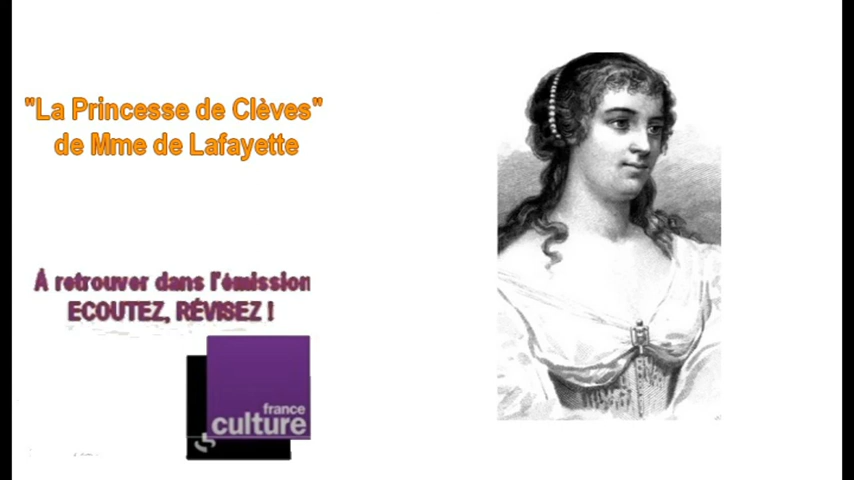 "La Princesse de Clèves"
de Mme de Lafayette
À retrouver dans l'émission
ECOUTEZ, RÉVISEZ !
france
culture